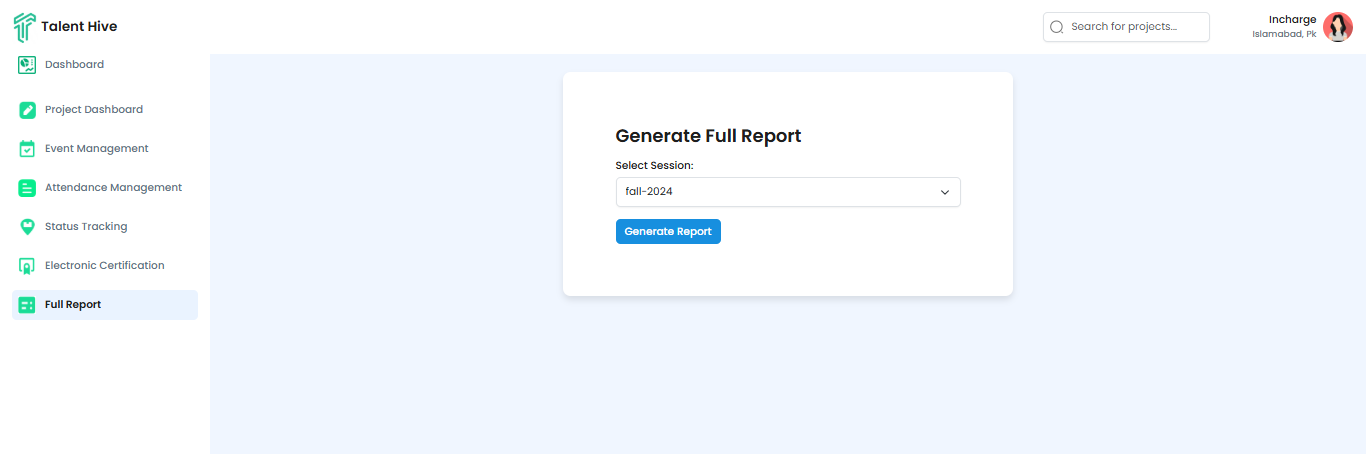 Talent Hive
Search for projects...
Incharge
Islamabad, Pk
Dashboard
Project Dashboard
Event Management
Attendance Management
Status Tracking
Electronic Certification
Full Report
Generate Full Report
Select Session:
fall-2024
Generate Report